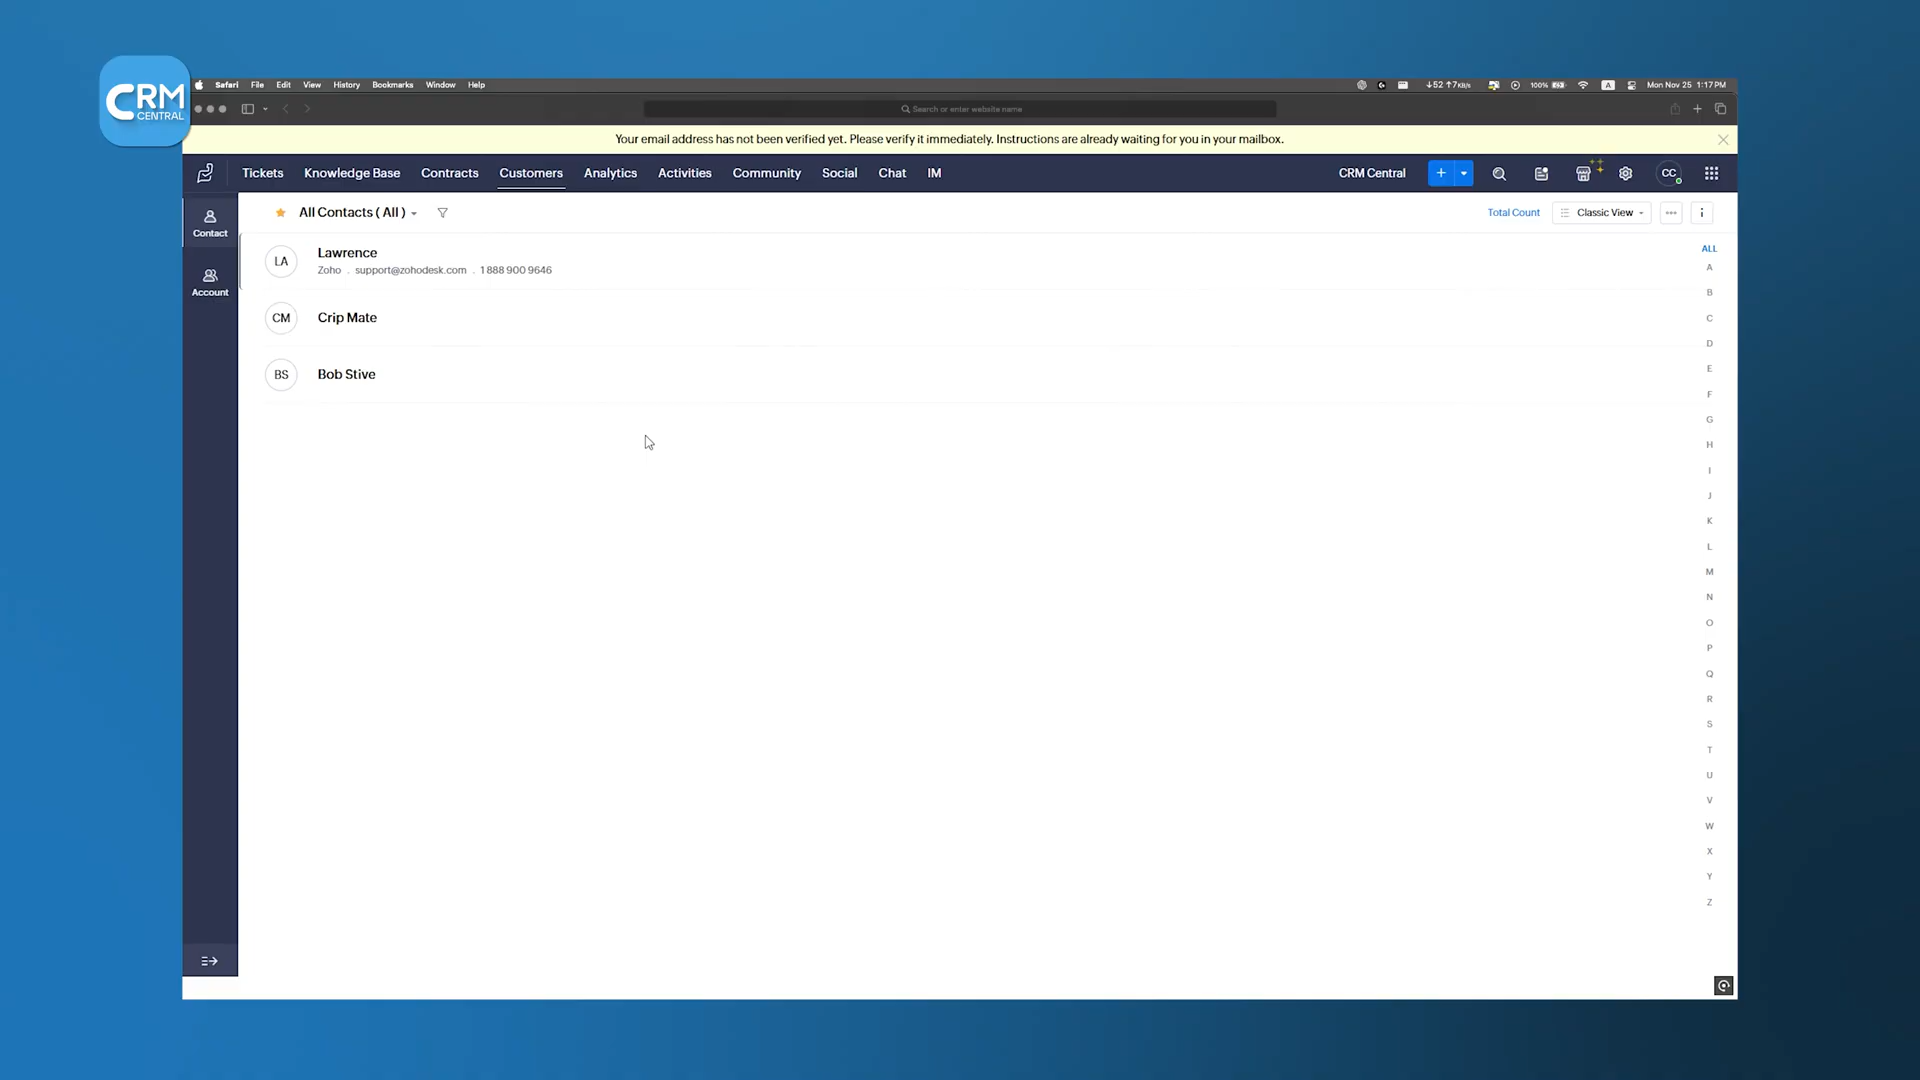 CRM
CENTRAL
Safari File Edit View History Bookmarks Window Help
↓52 ↑7KB/s 100% A Mon Nov 25 1:17PM
Search or enter website name
Your email address has not been verified yet. Please verify it immediately. Instructions are already waiting for you in your mailbox.
Tickets Knowledge Base Contracts Customers Analytics Activities Community Social Chat IM CRM Central CC
Contact
Account
All Contacts ( All ) Total Count Classic View
LA Lawrence
Zoho . support@zohodesk.com . 1 888 900 9646
CM Crip Mate
BS Bob Stive
ALL
A
B
C
D
E
F
G
H
I
J
K
L
M
N
O
P
Q
R
S
T
U
V
W
X
Y
Z